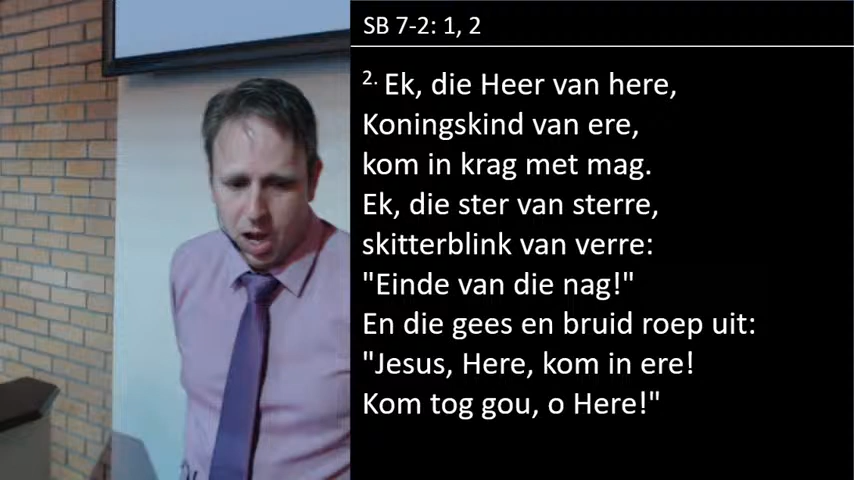 SB 7-2: 1, 2
2. Ek, die Heer van here,
Koningskind van ere,
kom in krag met mag.
Ek, die ster van sterre,
skitterblink van verre:
"Einde van die nag!"
En die gees en bruid roep uit:
"Jesus, Here, kom in ere!
Kom tog gou, o Here!"